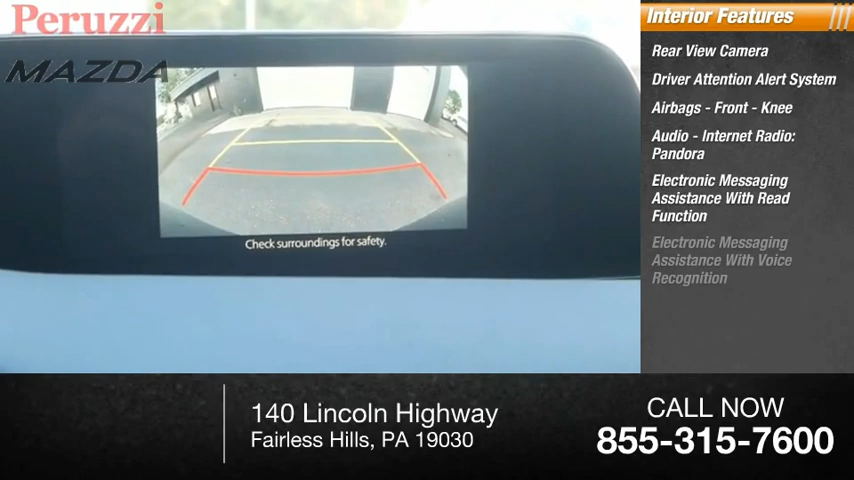 Peruzzi
MAZDA
Check surroundings for safety.
Interior Features
Rear View Camera
Driver Attention Alert System
Airbags - Front - Knee
Audio - Internet Radio:
Pandora
Electronic Messaging
Assistance With Read
Function
Electronic Messaging
Assistance With Voice
Recognition
140 Lincoln Highway
Fairless Hills, PA 19030
CALL NOW
855-315-7600